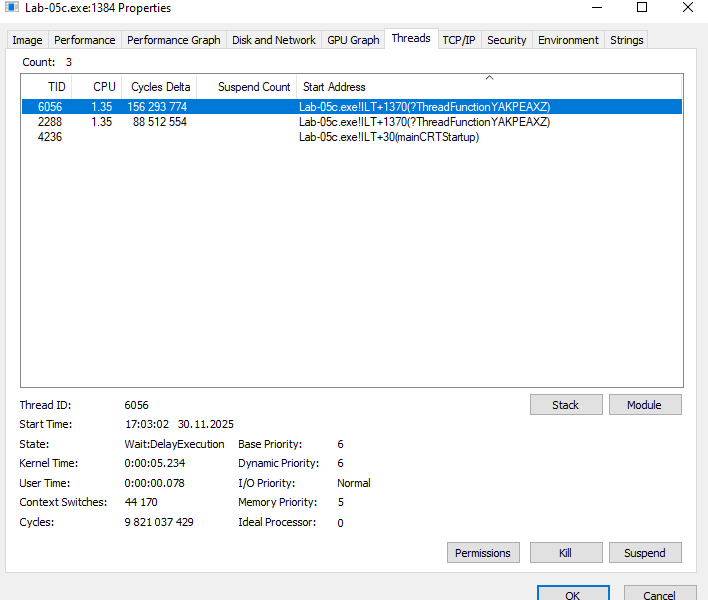 Lab-05c.exe:1384 Properties
Image Performance Performance Graph Disk and Network GPU Graph Threads TCP/IP Security Environment Strings
Count: 3
TID CPU Cycles Delta Suspend Count Start Address
6056 1.35 156 293 774 Lab-05c.exe!ILT+1370(?ThreadFunctionYAKPEAXZ)
2288 1.35 88 512 554 Lab-05c.exe!ILT+1370(?ThreadFunctionYAKPEAXZ)
4236 Lab-05c.exe!ILT+30(mainCRTStartup)
Thread ID: 6056 Stack Module
Start Time: 17:03:02 30.11.2025
State: Wait:DelayExecution Base Priority: 6
Kernel Time: 0:00:05.234 Dynamic Priority: 6
User Time: 0:00:00.078 I/O Priority: Normal
Context Switches: 44 170 Memory Priority: 5
Cycles: 9 821 037 429 Ideal Processor: 0
Permissions Kill Suspend
OK Cancel